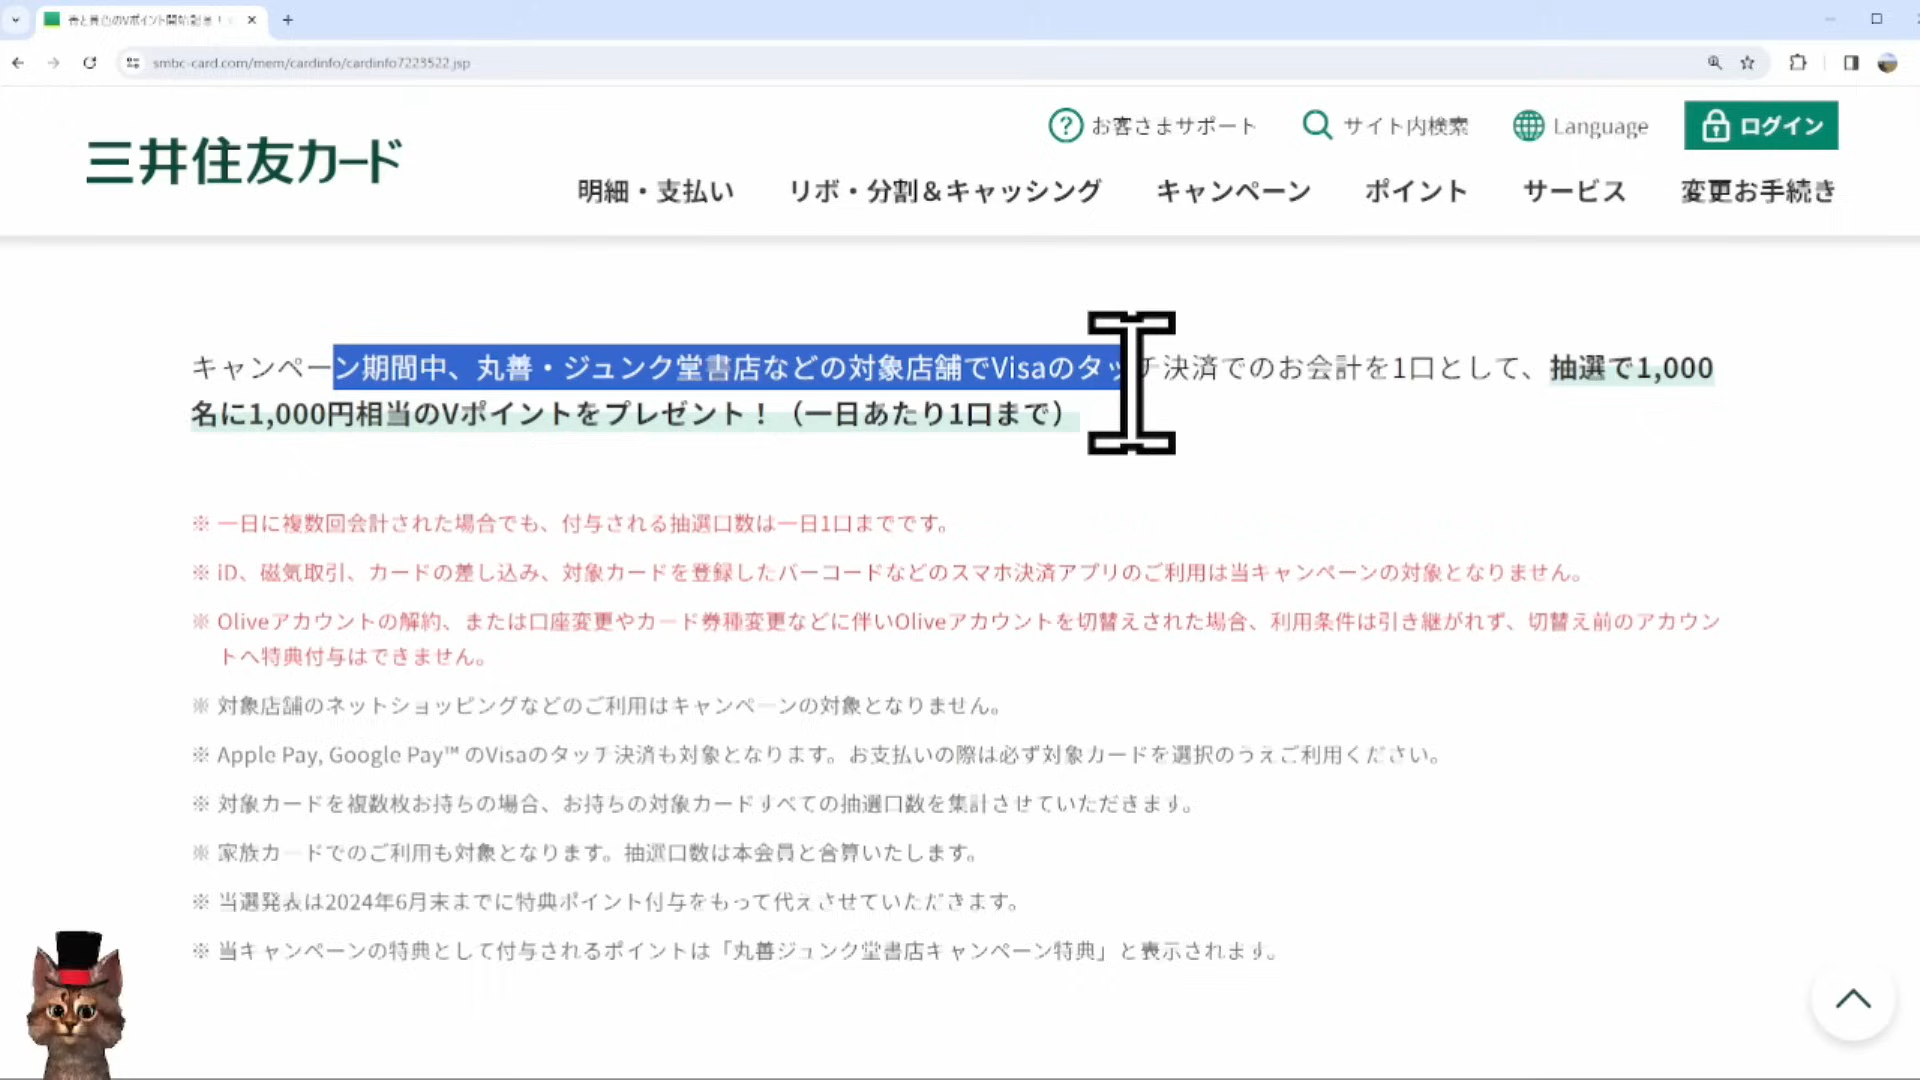 smbc-card.com/mem/cardinfo/cardinfo7223522.jsp
三井住友カード
お客さまサポート サイト内検索 Language ログイン
明細・支払い リボ・分割&キャッシング キャンペーン ポイント サービス 変更お手続き
キャンペーン期間中、丸善・ジュンク堂書店などの対象店舗でVisaのタッチ決済でのお会計を1口として、抽選で1,000
名に1,000円相当のVポイントをプレゼント！（一日あたり1口まで）
※ 一日に複数回会計された場合でも、付与される抽選口数は一日1口までです。
※ iD、磁気取引、カードの差し込み、対象カードを登録したバーコードなどのスマホ決済アプリのご利用は当キャンペーンの対象となりません。
※ Oliveアカウントの解約、または口座変更やカード券種変更などに伴いOliveアカウントを切替えされた場合、利用条件は引き継がれず、切替え前のアカウン
トへ特典付与はできません。
※ 対象店舗のネットショッピングなどのご利用はキャンペーンの対象となりません。
※ Apple Pay, Google Pay™ のVisaのタッチ決済も対象となります。お支払いの際は必ず対象カードを選択のうえご利用ください。
※ 対象カードを複数枚お持ちの場合、お持ちの対象カードすべての抽選口数を集計させていただきます。
※ 家族カードでのご利用も対象となります。抽選口数は本会員と合算いたします。
※ 当選発表は2024年6月末までに特典ポイント付与をもって代えさせていただきます。
※ 当キャンペーンの特典として付与されるポイントは「丸善ジュンク堂書店キャンペーン特典」と表示されます。